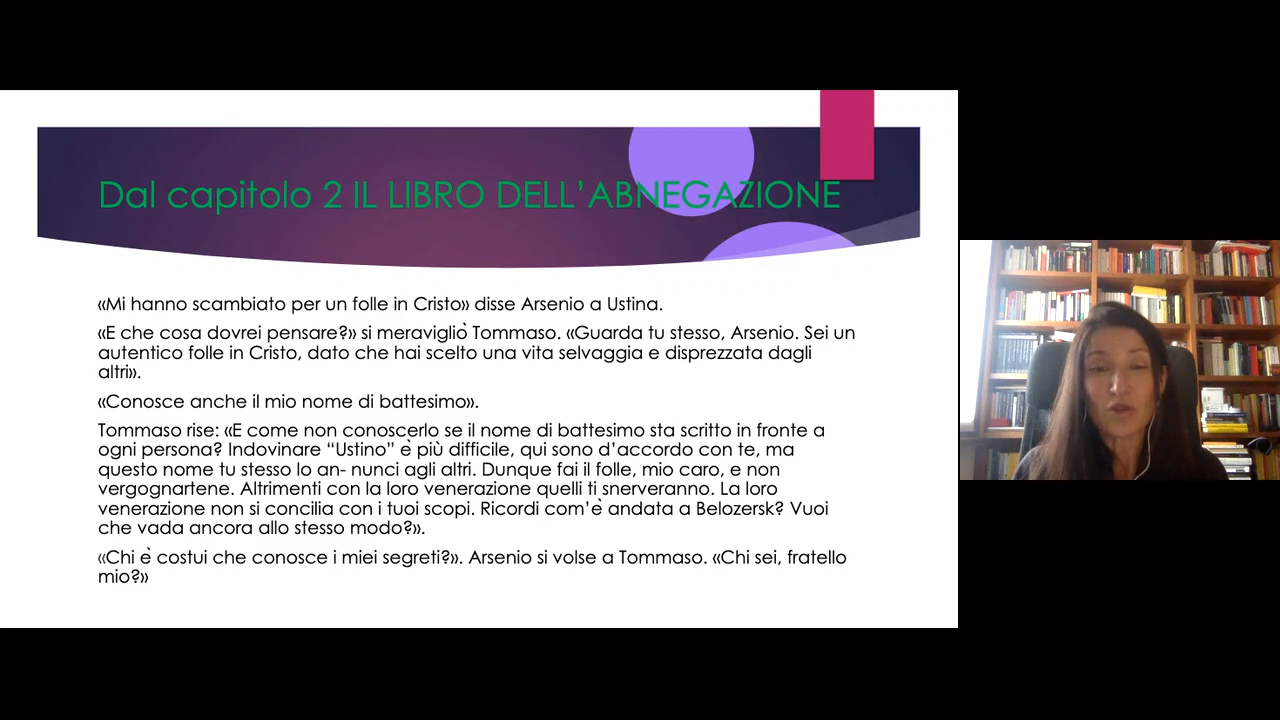 Dal capitolo 2 IL LIBRO DELL’ABNEGAZIONE
«Mi hanno scambiato per un folle in Cristo» disse Arsenio a Ustina.
«E che cosa dovrei pensare?» si meravigliò Tommaso. «Guarda tu stesso, Arsenio. Sei un
autentico folle in Cristo, dato che hai scelto una vita selvaggia e disprezzata dagli
altri».
«Conosce anche il mio nome di battesimo».
Tommaso rise: «E come non conoscerlo se il nome di battesimo sta scritto in fronte a
ogni persona? Indovinare “Ustino” è più difficile, qui sono d’accordo con te, ma
questo nome tu stesso lo an- nunci agli altri. Dunque fai il folle, mio caro, e non
vergognartene. Altrimenti con la loro venerazione quelli ti snerveranno. La loro
venerazione non si concilia con i tuoi scopi. Ricordi com’è andata a Belozersk? Vuoi
che vada ancora allo stesso modo?».
«Chi è costui che conosce i miei segreti?». Arsenio si volse a Tommaso. «Chi sei, fratello
mio?»